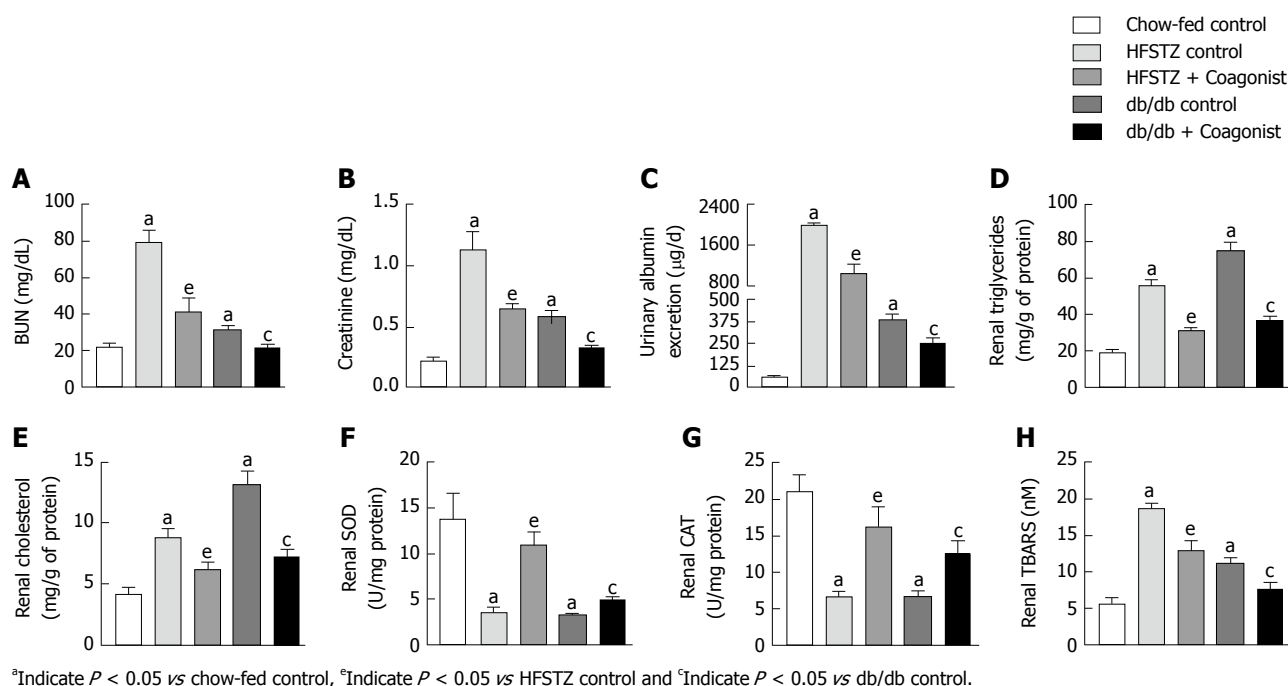 Chow-fed control
HFSTZ control
HFSTZ + Coagonist
db/db control
db/db + Coagonist
A
BUN (mg/dL)
100
80
60
40
20
0
a
e
a
c
B
Creatinine (mg/dL)
1.5
1.0
0.5
0.0
a
e
a
c
C
Urinary albumin
excretion (μg/d)
2400
1600
800
500
375
250
125
0
a
e
a
c
D
Renal triglycerides
(mg/g of protein)
100
80
60
40
20
0
a
e
a
c
E
Renal cholesterol
(mg/g of protein)
15
10
5
0
a
e
a
c
F
Renal SOD
(U/mg protein)
20
15
10
5
0
a
e
a
c
G
Renal CAT
(U/mg protein)
25
20
15
10
5
0
a
e
a
c
H
Renal TBARS (nM)
25
20
15
10
5
0
a
e
a
c
ᵃIndicate P < 0.05 vs chow-fed control, ᵉIndicate P < 0.05 vs HFSTZ control and ᶜIndicate P < 0.05 vs db/db control.